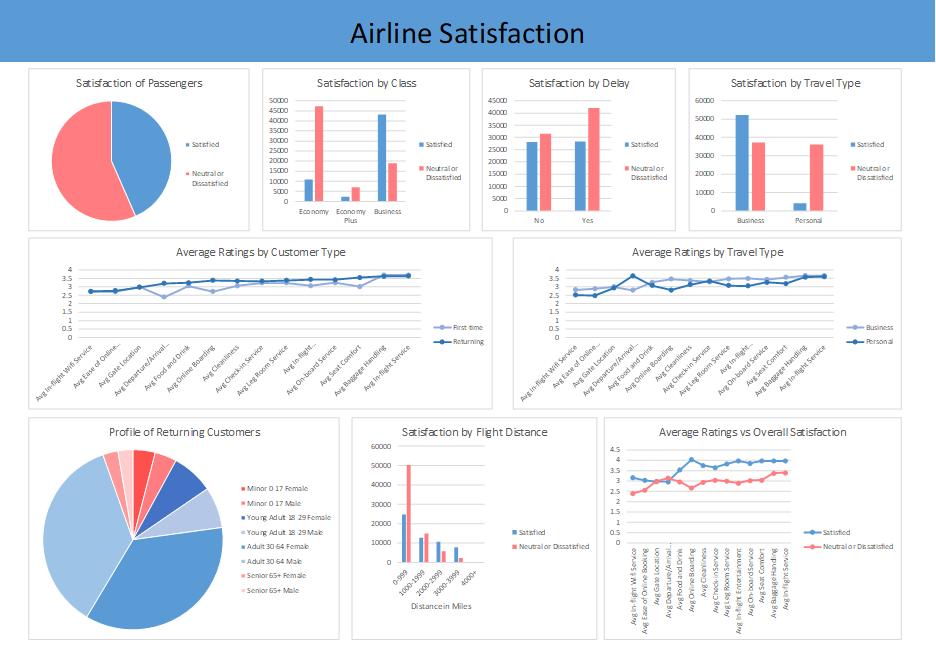 Airline Satisfaction
Satisfaction of Passengers
Satisfied
Neutral or
Dissatisfied
Satisfaction by Class
50000
45000
40000
35000
30000
25000
20000
15000
10000
5000
0
Economy
Economy
Plus
Business
Satisfied
Neutral or
Dissatisfied
Satisfaction by Delay
45000
40000
35000
30000
25000
20000
15000
10000
5000
0
No
Yes
Satisfied
Neutral or
Dissatisfied
Satisfaction by Travel Type
60000
50000
40000
30000
20000
10000
0
Business
Personal
Satisfied
Neutral or
Dissatisfied
Average Ratings by Customer Type
4
3.5
3
2.5
2
1.5
1
0.5
0
Avg In-flight Wifi Service
Avg Ease of Online...
Avg Gate Location
Avg Departure/Arrival...
Avg Food and Drink
Avg Online Boarding
Avg Cleanliness
Avg Check-in Service
Avg Leg Room Service
Avg In-flight...
Avg On-board Service
Avg Seat Comfort
Avg Baggage Handling
Avg In-flight Service
First-time
Returning
Average Ratings by Travel Type
4
3.5
3
2.5
2
1.5
1
0.5
0
Avg In-flight Wifi Service
Avg Ease of Online...
Avg Gate Location
Avg Departure/Arrival...
Avg Food and Drink
Avg Online Boarding
Avg Cleanliness
Avg Check-in Service
Avg Leg Room Service
Avg In-flight...
Avg On-board Service
Avg Seat Comfort
Avg Baggage Handling
Avg In-flight Service
Business
Personal
Profile of Returning Customers
Minor 0-17 Female
Minor 0-17 Male
Young Adult 18-29 Female
Young Adult 18-29 Male
Adult 30-64 Female
Adult 30-64 Male
Senior 65+ Female
Senior 65+ Male
Satisfaction by Flight Distance
60000
50000
40000
30000
20000
10000
0
0-999
1000-1999
2000-2999
3000-3999
4000+
Distance in Miles
Satisfied
Neutral or Dissatisfied
Average Ratings vs Overall Satisfaction
4.5
4
3.5
3
2.5
2
1.5
1
0.5
0
Avg In-flight Wifi Service
Avg Ease of Online Booking
Avg Gate Location
Avg Departure/Arrival...
Avg Food and Drink
Avg Online Boarding
Avg Cleanliness
Avg Check-in Service
Avg Leg Room Service
Avg In-flight Entertainment
Avg On-board Service
Avg Seat Comfort
Avg Baggage Handing
Avg In-flight Service
Satisfied
Neutral or Dissatisfied